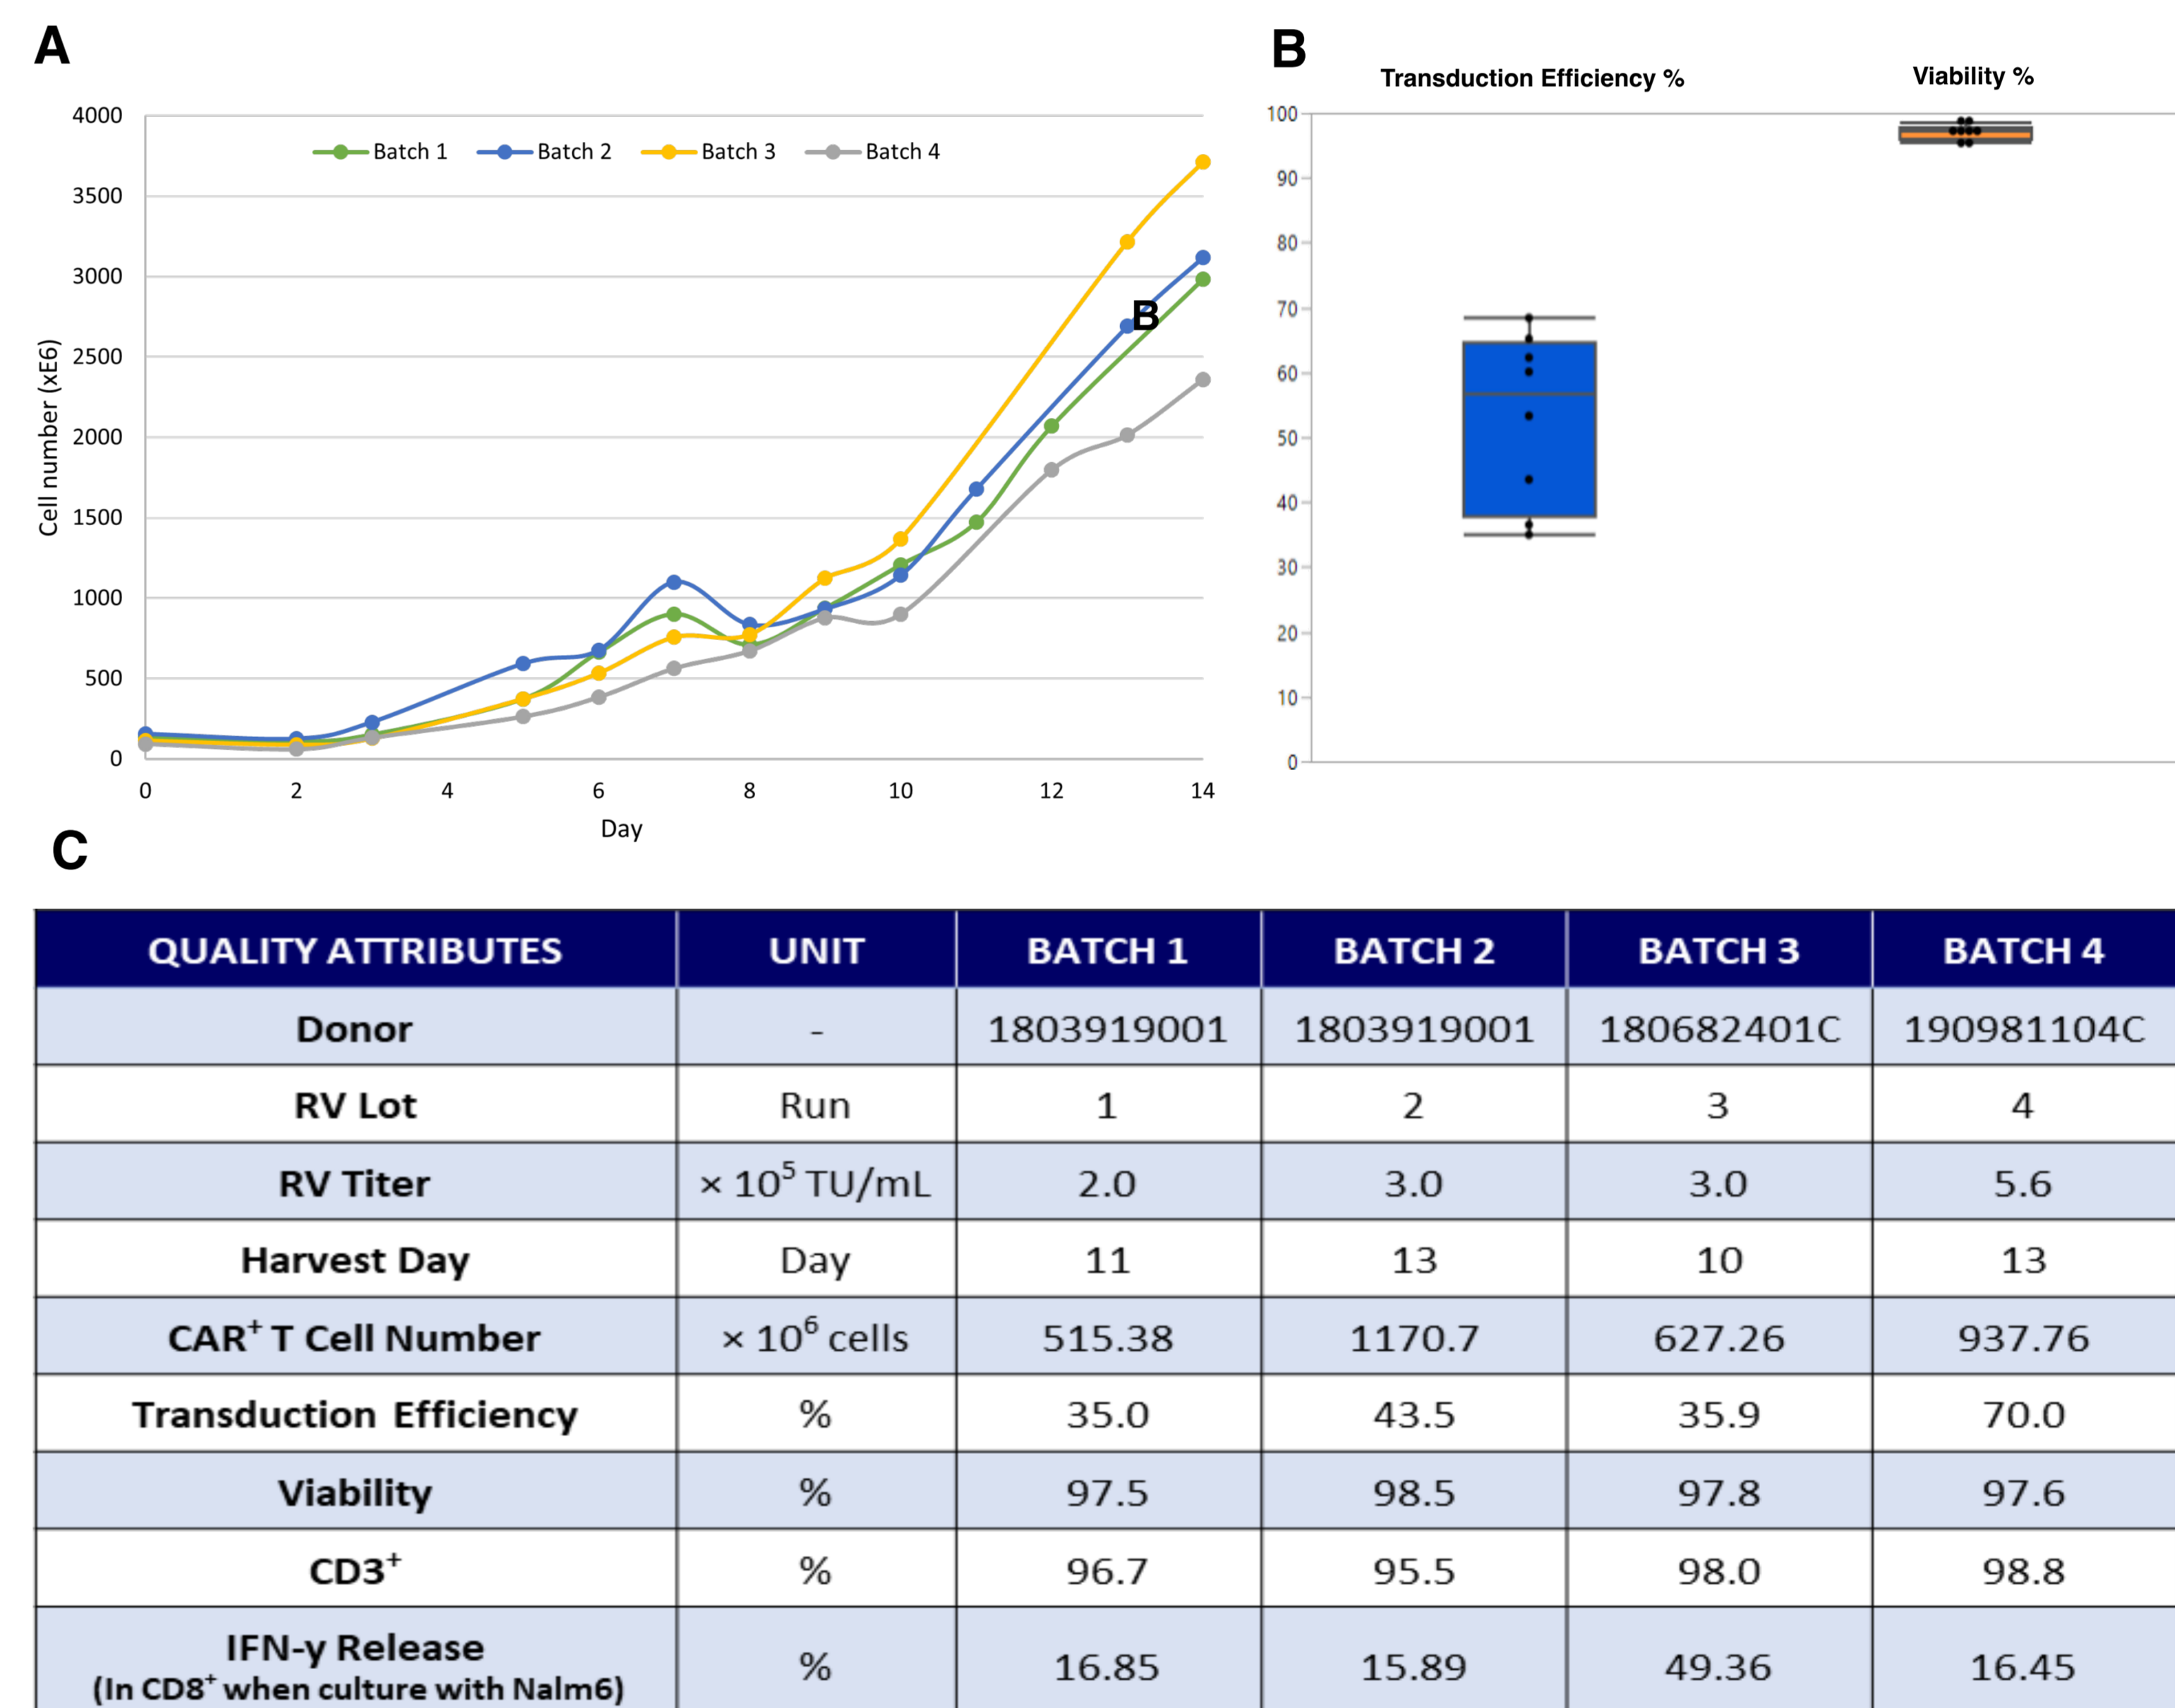 A
B
Transduction Efficiency %
Viability %
4000
3500
3000
2500
2000
1500
1000
500
0
Cell number (xE6)
Batch 1
Batch 2
Batch 3
Batch 4
B
0
2
4
6
8
10
12
14
Day
100
90
80
70
60
50
40
30
20
10
0
C
QUALITY ATTRIBUTES UNIT BATCH 1 BATCH 2 BATCH 3 BATCH 4
Donor - 1803919001 1803919001 180682401C 190981104C
RV Lot Run 1 2 3 4
RV Titer × 10⁵ TU/mL 2.0 3.0 3.0 5.6
Harvest Day Day 11 13 10 13
CAR⁺ T Cell Number × 10⁶ cells 515.38 1170.7 627.26 937.76
Transduction Efficiency % 35.0 43.5 35.9 70.0
Viability % 97.5 98.5 97.8 97.6
CD3⁺ % 96.7 95.5 98.0 98.8
IFN-y Release
(In CD8⁺ when culture with Nalm6) % 16.85 15.89 49.36 16.45